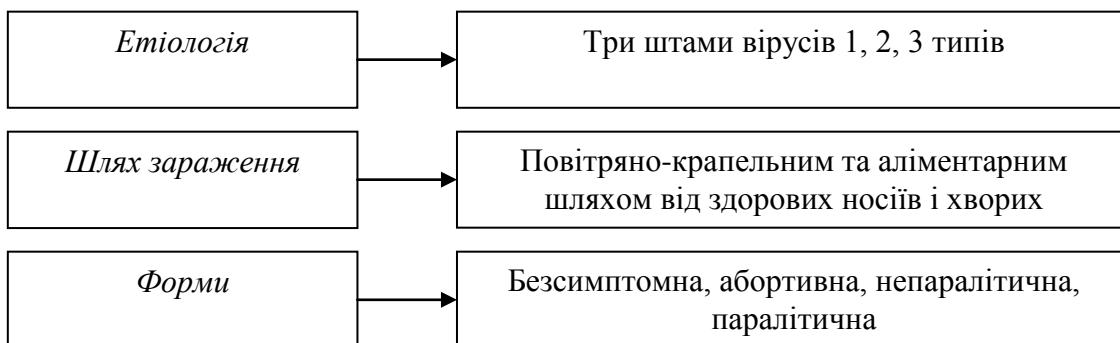 Етіологія
Три штами вірусів 1, 2, 3 типів
Шлях зараження
Повітряно-крапельним та аліментарним
шляхом від здорових носіїв і хворих
Форми
Безсимптомна, абортивна, непаралітична,
паралітична